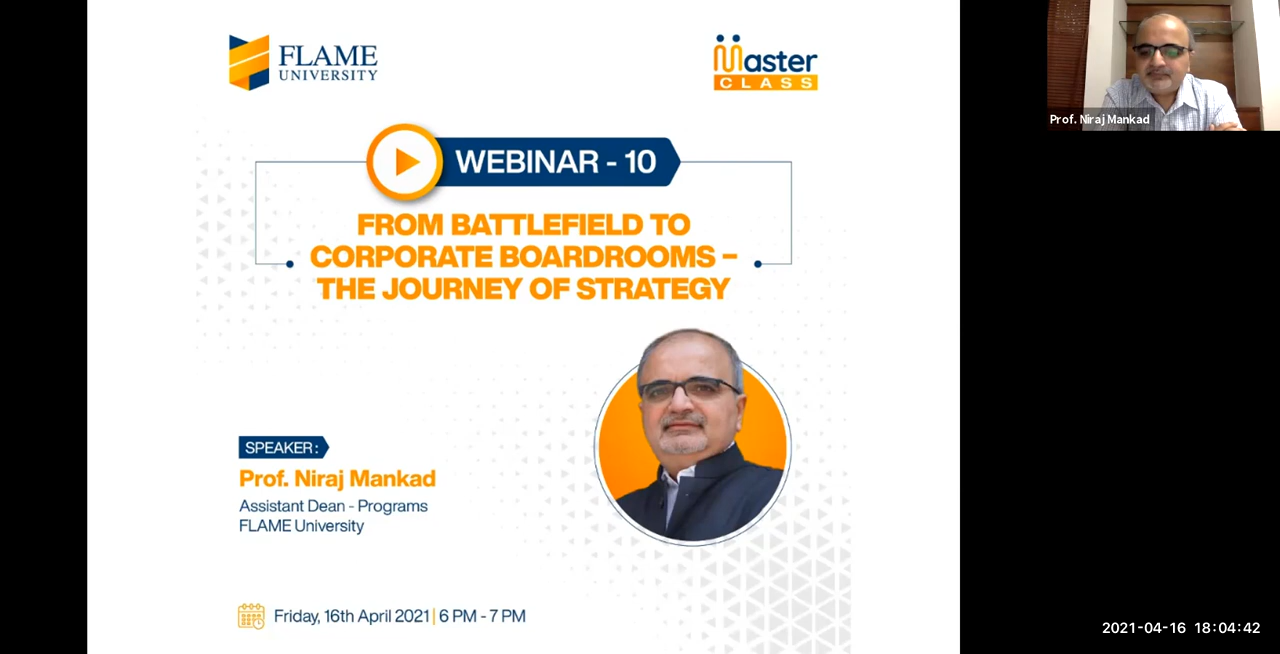 FLAME
UNIVERSITY
Master
CLASS
Prof. Niraj Mankad
WEBINAR - 10
FROM BATTLEFIELD TO
CORPORATE BOARDROOMS –
THE JOURNEY OF STRATEGY
SPEAKER :
Prof. Niraj Mankad
Assistant Dean - Programs
FLAME University
Friday, 16th April 2021 | 6 PM - 7 PM
2021-04-16 18:04:42